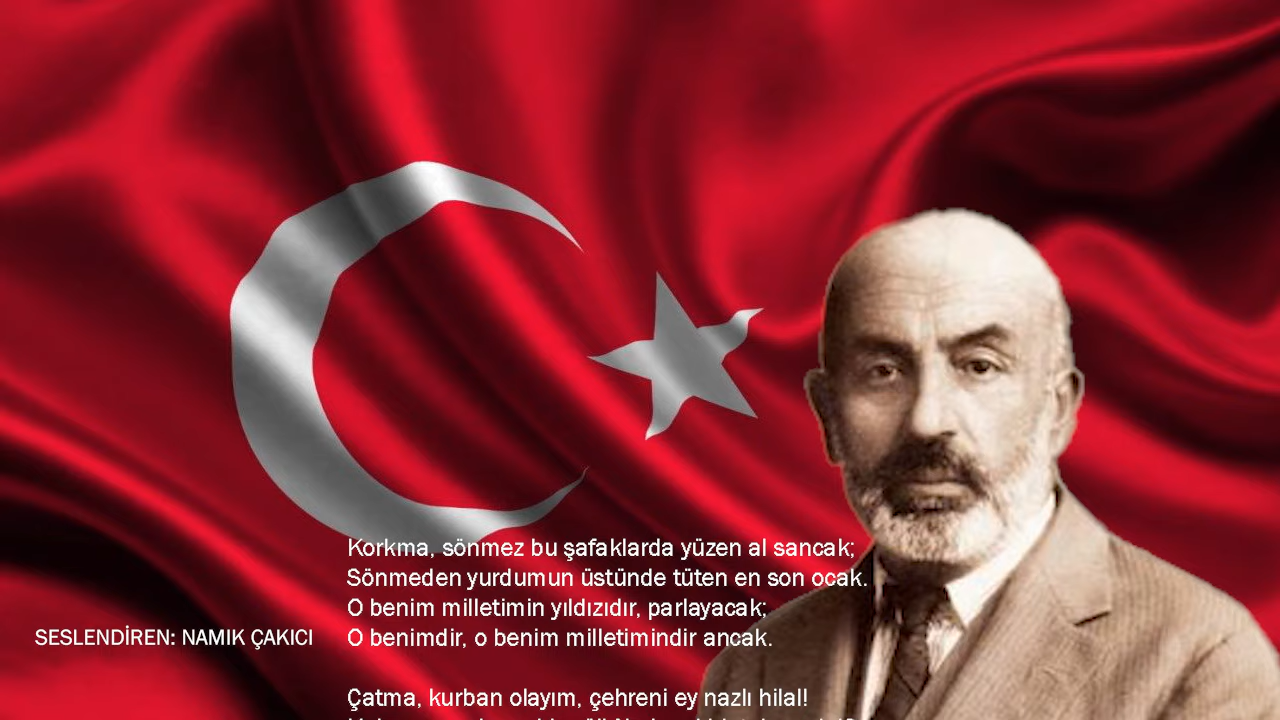 Korkma, sönmez bu şafaklarda yüzen al sancak;
Sönmeden yurdumun üstünde tüten en son ocak.
O benim milletimin yıldızıdır, parlayacak;
O benimdir, o benim milletimindir ancak.
SESLENDİREN: NAMIK ÇAKICI
Çatma, kurban olayım, çehreni ey nazlı hilal!